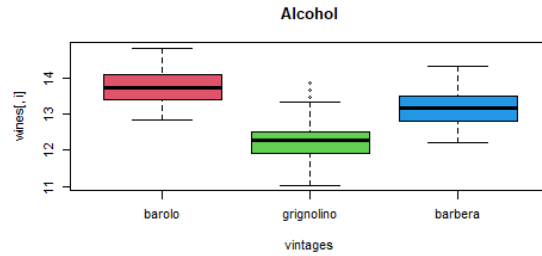 Alcohol
14
13
12
11
wines[, i]
barolo grignolino barbera
vintages